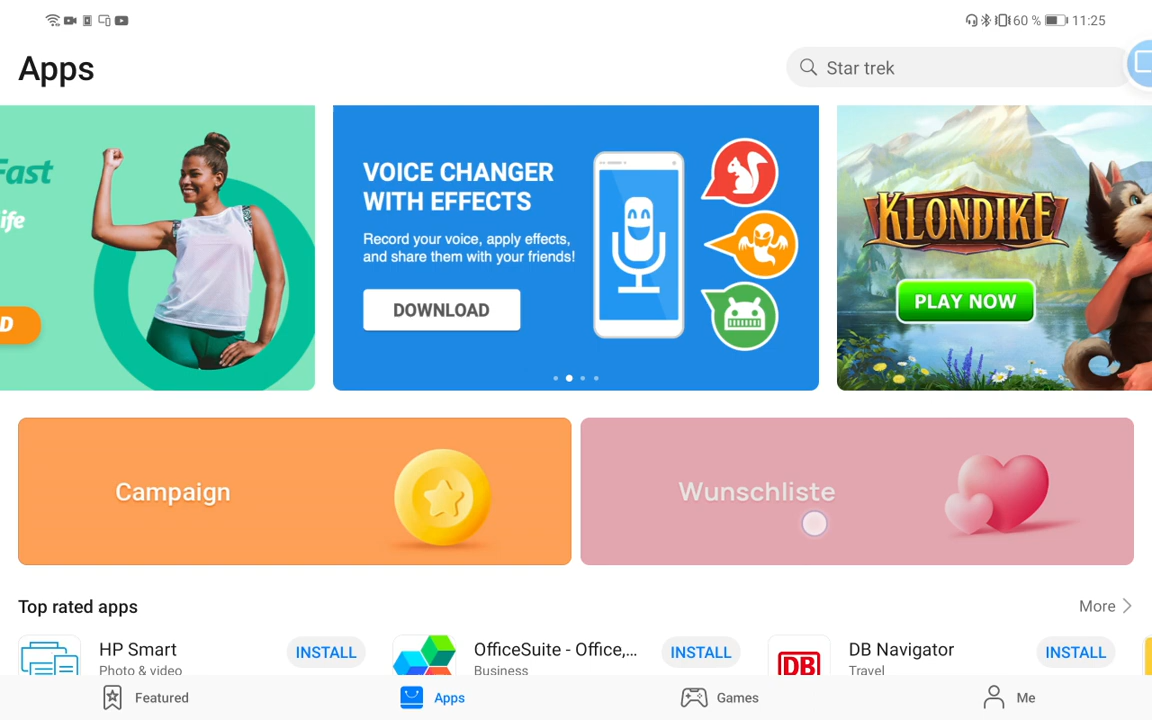 60 % 11:25
Apps
Star trek
Fast
ife
D
VOICE CHANGER
WITH EFFECTS
Record your voice, apply effects,
and share them with your friends!
DOWNLOAD
KLONDIKE
PLAY NOW
Campaign
Wunschliste
Top rated apps
More
HP Smart
Photo & video
INSTALL
OfficeSuite - Office,...
Business
INSTALL
DB
DB Navigator
Travel
INSTALL
Featured
Apps
Games
Me